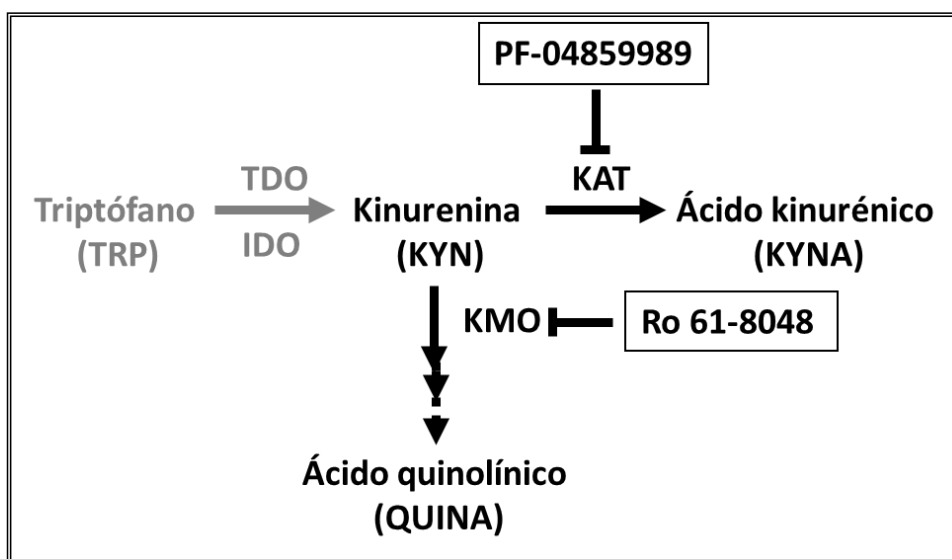 PF-04859989
TDO
KAT
Triptófano
Kinurenina
Ácido kinurénico
IDO
(TRP)
(KYN)
(KYNA)
KMO
Ro 61-8048
Ácido quinolínico
(QUINA)